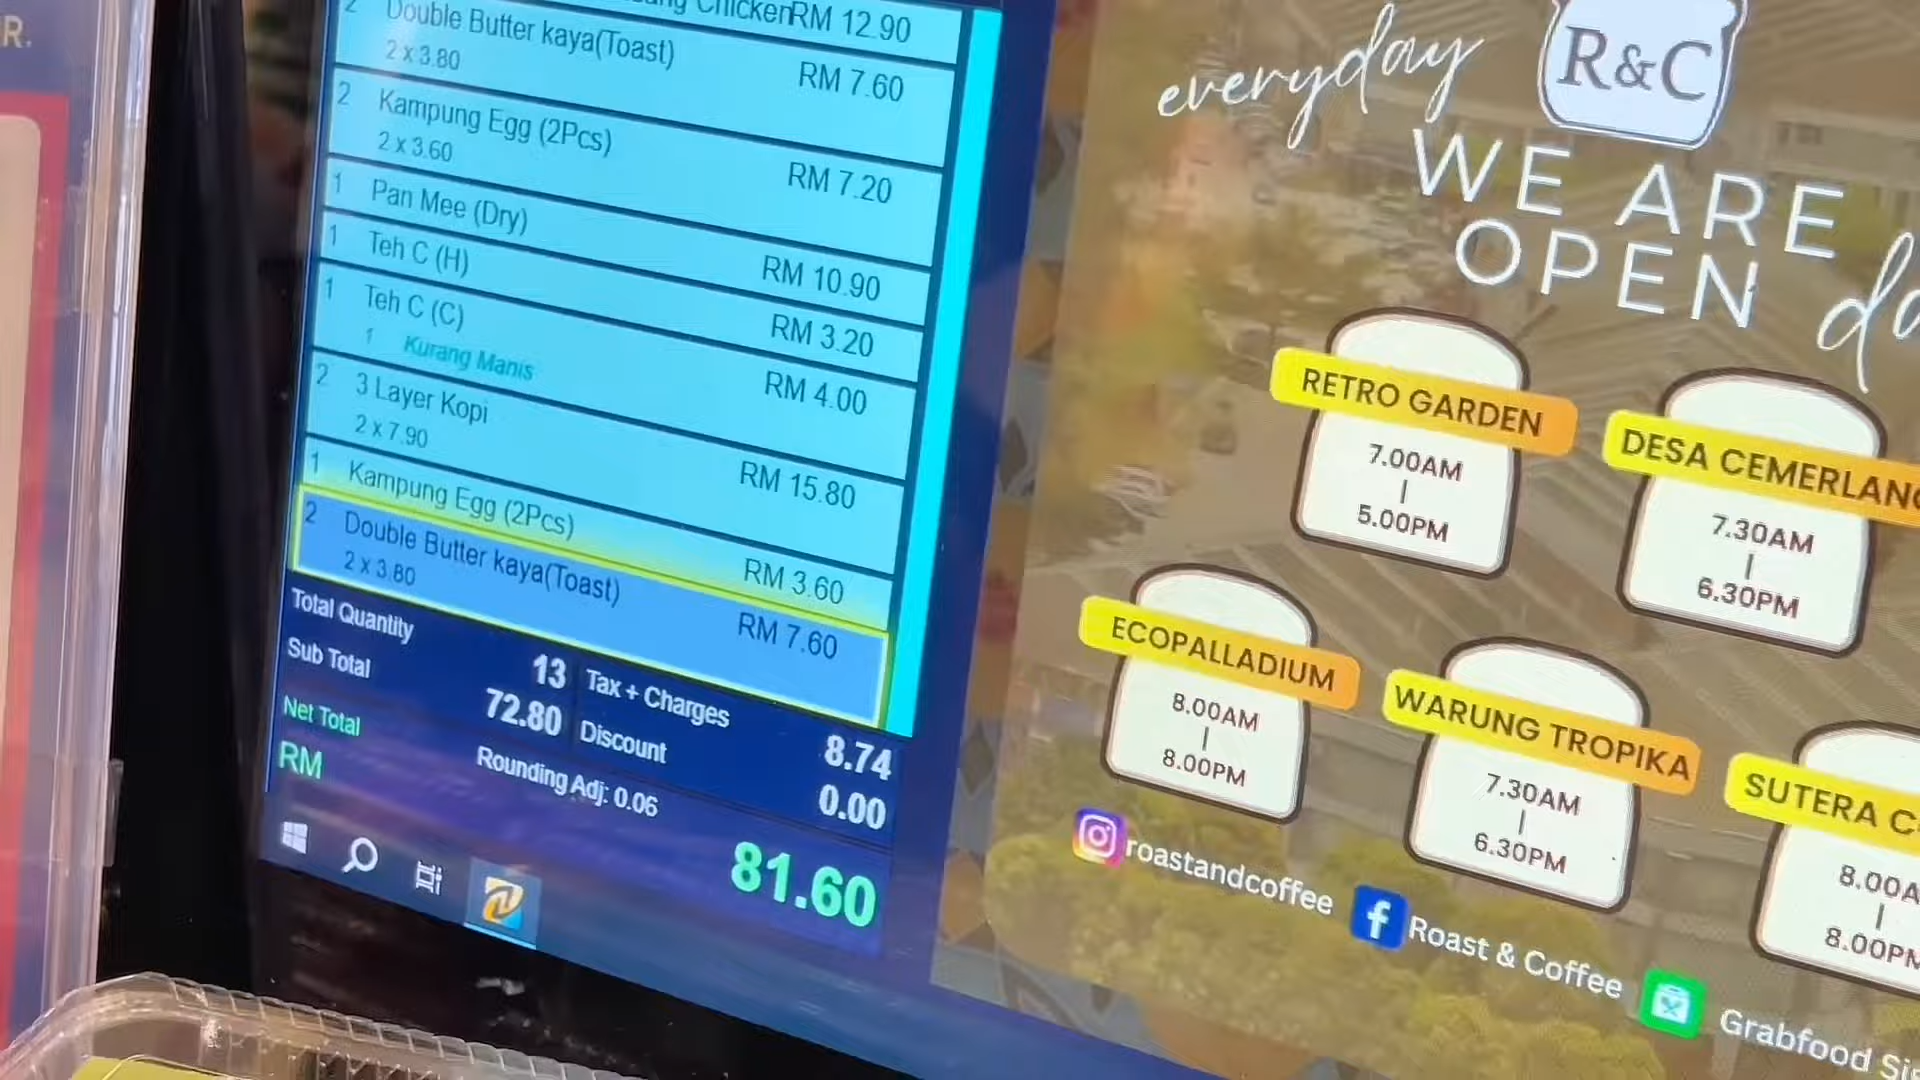 R.
ChickenRM 12.90
2 Double Butter kaya(Toast)
2 x 3.80
RM 7.60
2 Kampung Egg (2Pcs)
2 x 3.60
RM 7.20
1 Pan Mee (Dry)
RM 10.90
1 Teh C (H)
RM 3.20
1 Teh C (C)
1 Kurang Manis
RM 4.00
2 3 Layer Kopi
2 x 7.90
RM 15.80
1 Kampung Egg (2Pcs)
RM 3.60
2 Double Butter kaya(Toast)
2 x 3.80
RM 7.60
Total Quantity 13
Tax + Charges 8.74
Sub Total 72.80
Discount 0.00
Net Total
Rounding Adj: 0.06
RM 81.60
everyday
R&C
WE ARE
OPEN
RETRO GARDEN
7.00AM
|
5.00PM
DESA CEMERLANG
7.30AM
|
6.30PM
ECOPALLADIUM
8.00AM
|
8.00PM
WARUNG TROPIKA
7.30AM
|
6.30PM
SUTERA C
8.00A
|
8.00PM
roastandcoffee
Roast & Coffee
Grabfood Si